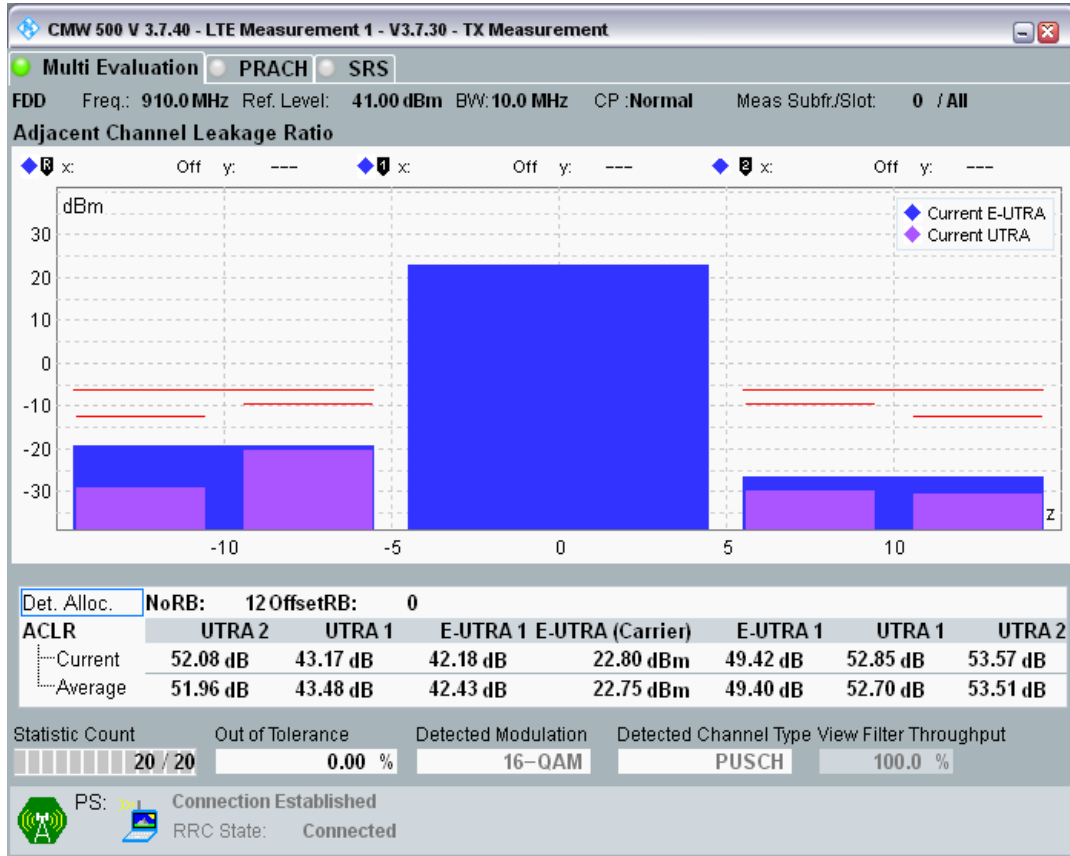 CMW 500 V 3.7.40 - LTE Measurement 1 - V3.7.30 - TX Measurement
Multi Evaluation PRACH SRS
FDD Freq.: 910.0 MHz Ref. Level: 41.00 dBm BW: 10.0 MHz CP :Normal Meas Subfr./Slot: 0 / All
Adjacent Channel Leakage Ratio
R x: Off y: --- 1 x: Off y: --- 2 x: Off y: ---
dBm
Current E-UTRA
Current UTRA
30
20
10
0
-10
-20
-30
z
-10 -5 0 5 10
Det. Alloc. NoRB: 12 OffsetRB: 0
ACLR UTRA 2 UTRA 1 E-UTRA 1 E-UTRA (Carrier) E-UTRA 1 UTRA 1 UTRA 2
Current 52.08 dB 43.17 dB 42.18 dB 22.80 dBm 49.42 dB 52.85 dB 53.57 dB
Average 51.96 dB 43.48 dB 42.43 dB 22.75 dBm 49.40 dB 52.70 dB 53.51 dB
Statistic Count Out of Tolerance Detected Modulation Detected Channel Type View Filter Throughput
20 / 20 0.00 % 16-QAM PUSCH 100.0 %
PS: Connection Established
RRC State: Connected